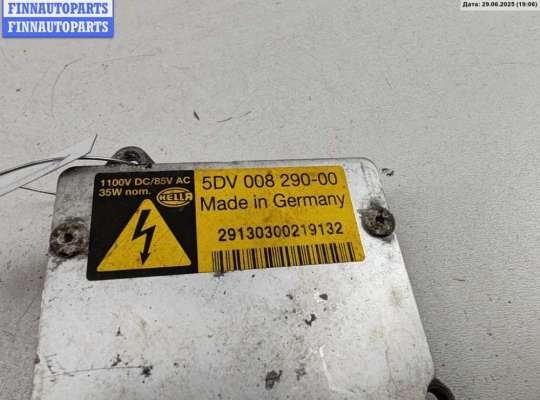 FINNAUTOPARTS
FINNAUTOPARTS
Дата: 29.06.2025 (19:06)
1100V DC/85V AC
35W nom.
HELLA
5DV 008 290-00
Made in Germany
29130300219132